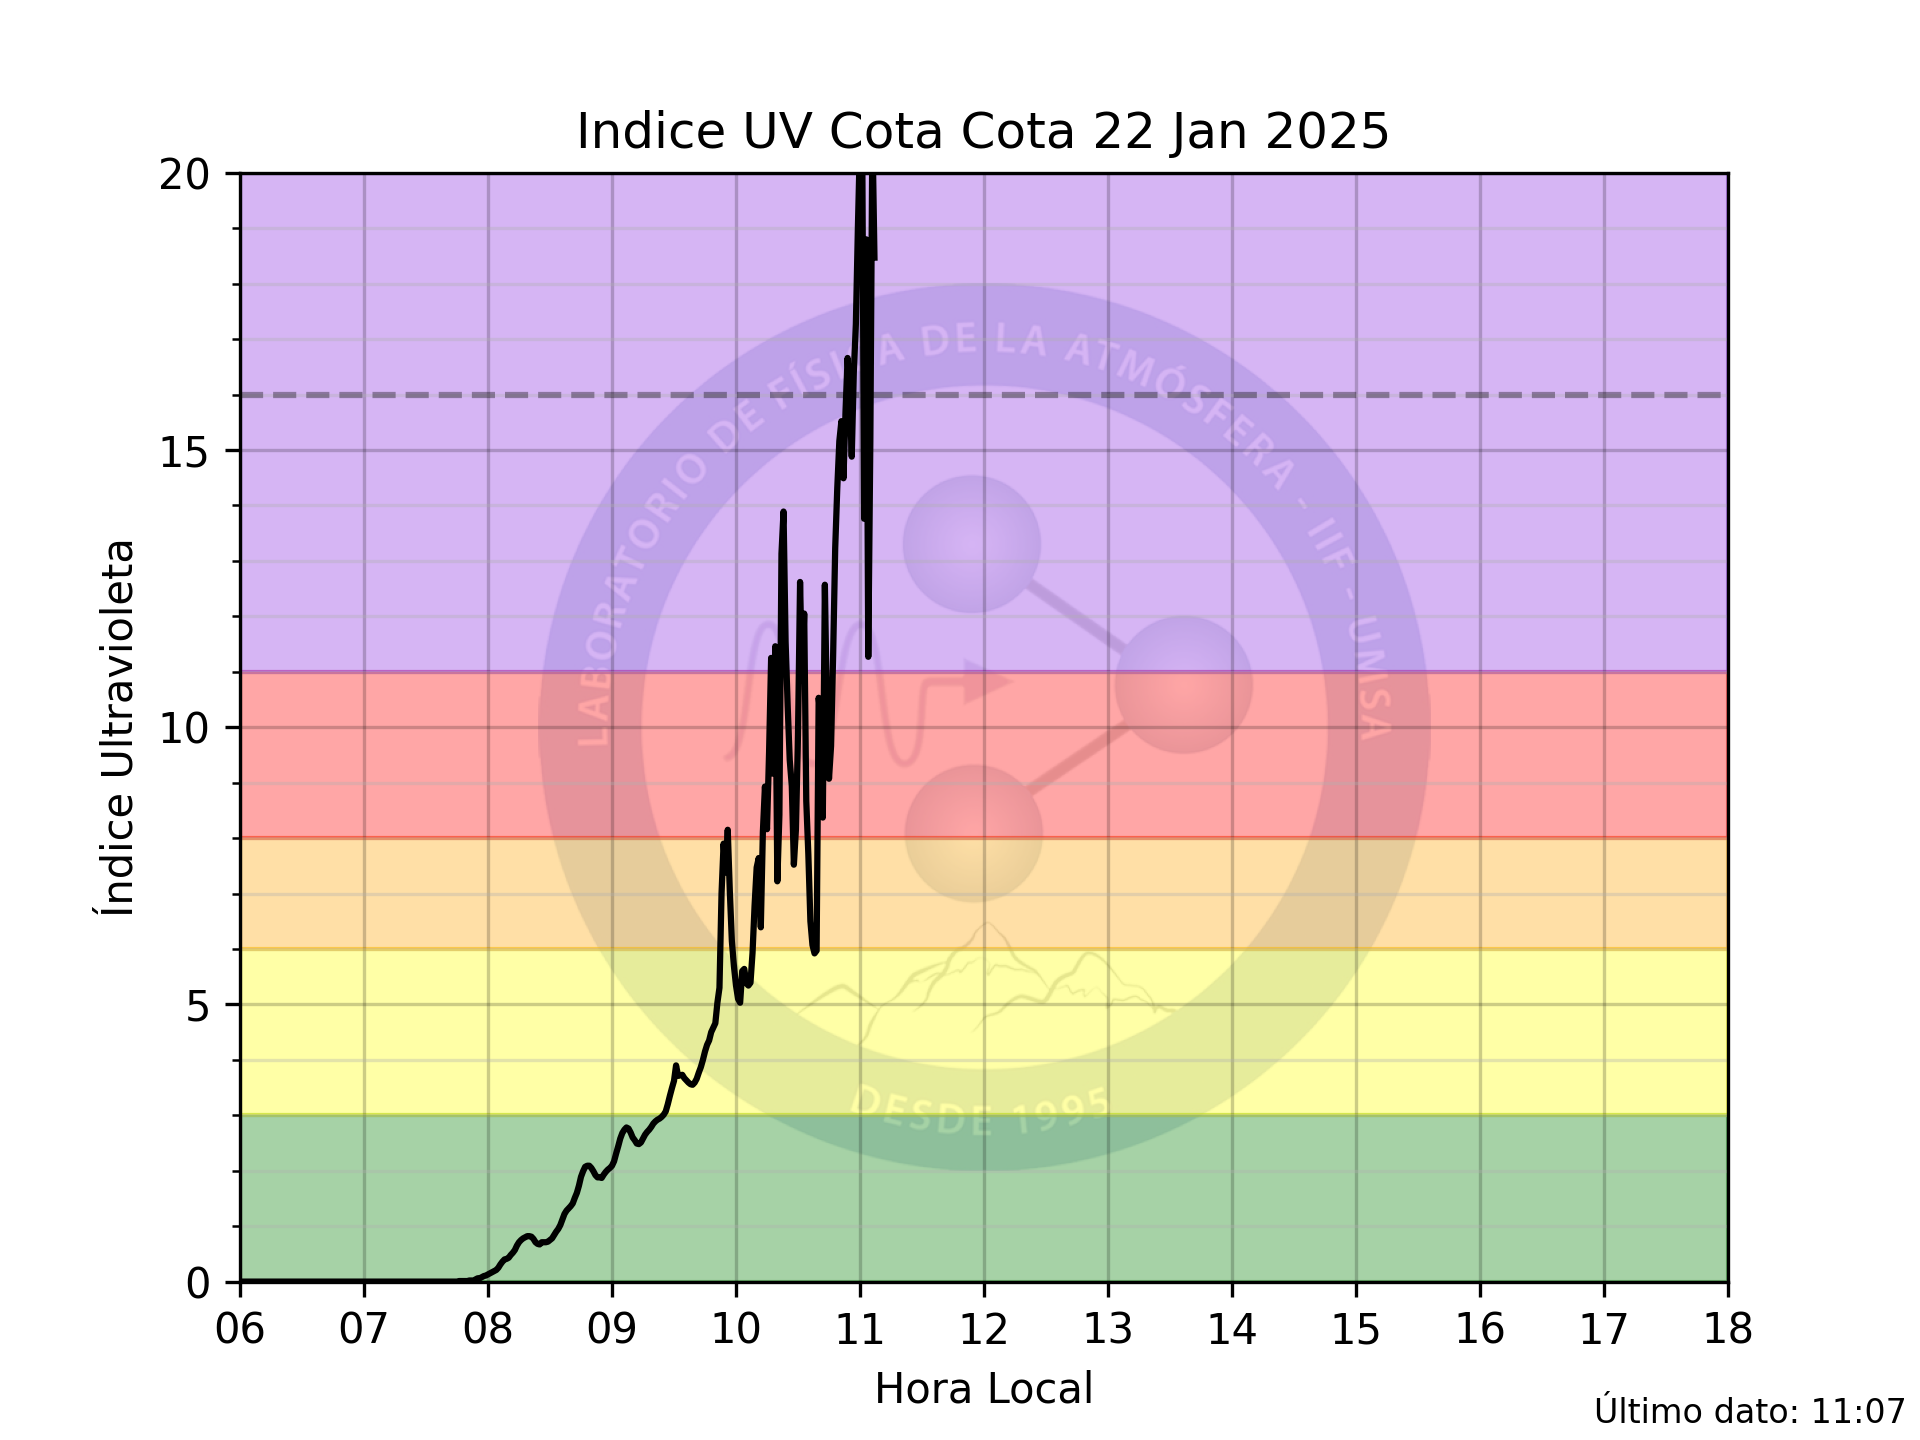 Indice UV Cota Cota 22 Jan 2025
20
15
10
5
0
Índice Ultravioleta
LABORATORIO DE FÍSICA DE LA ATMÓSFERA - IIF - UMSA
DESDE 1995
06 07 08 09 10 11 12 13 14 15 16 17 18
Hora Local
Último dato: 11:07